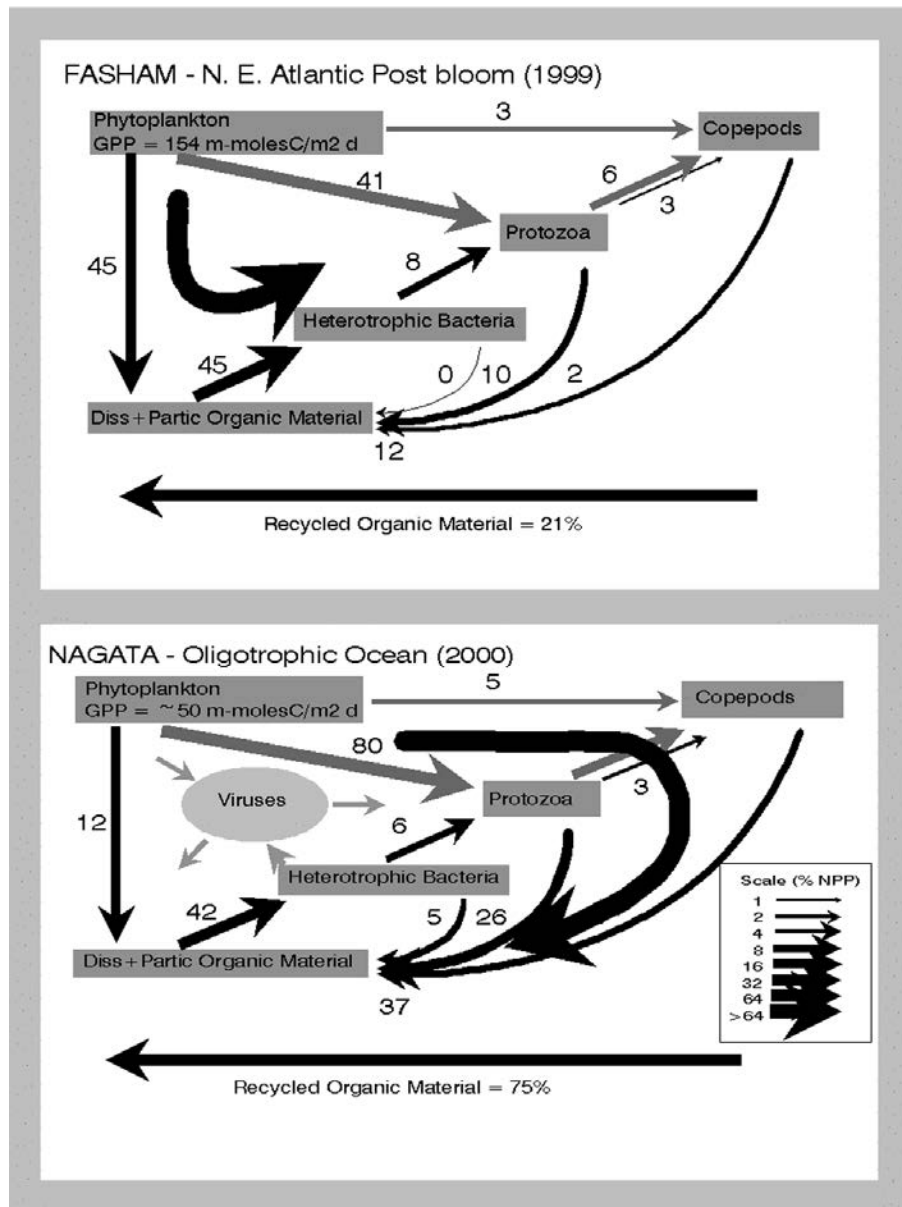 FASHAM - N. E. Atlantic Post bloom (1999)
3
Phytoplankton
GPP = 154 m-molesC/m2 d
Copepods
41
6
3
Protozoa
45
8
Heterotrophic Bacteria
45
0
10
2
Diss+Partic Organic Material
12
Recycled Organic Material = 21%
NAGATA - Oligotrophic Ocean (2000)
5
Phytoplankton
GPP = ~50 m-molesC/m2 d
Copepods
80
3
Viruses
Protozoa
12
6
Heterotrophic Bacteria
42
5
26
Diss+Partic Organic Material
37
Scale (% NPP)
1
2
4
8
16
32
64
>64
Recycled Organic Material = 75%